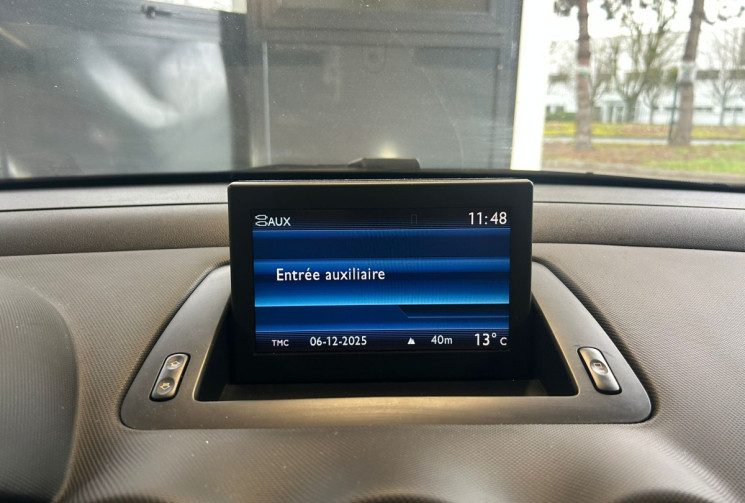 AUX 11:48
Entrée auxiliaire
TMC 06-12-2025 40m 13°C